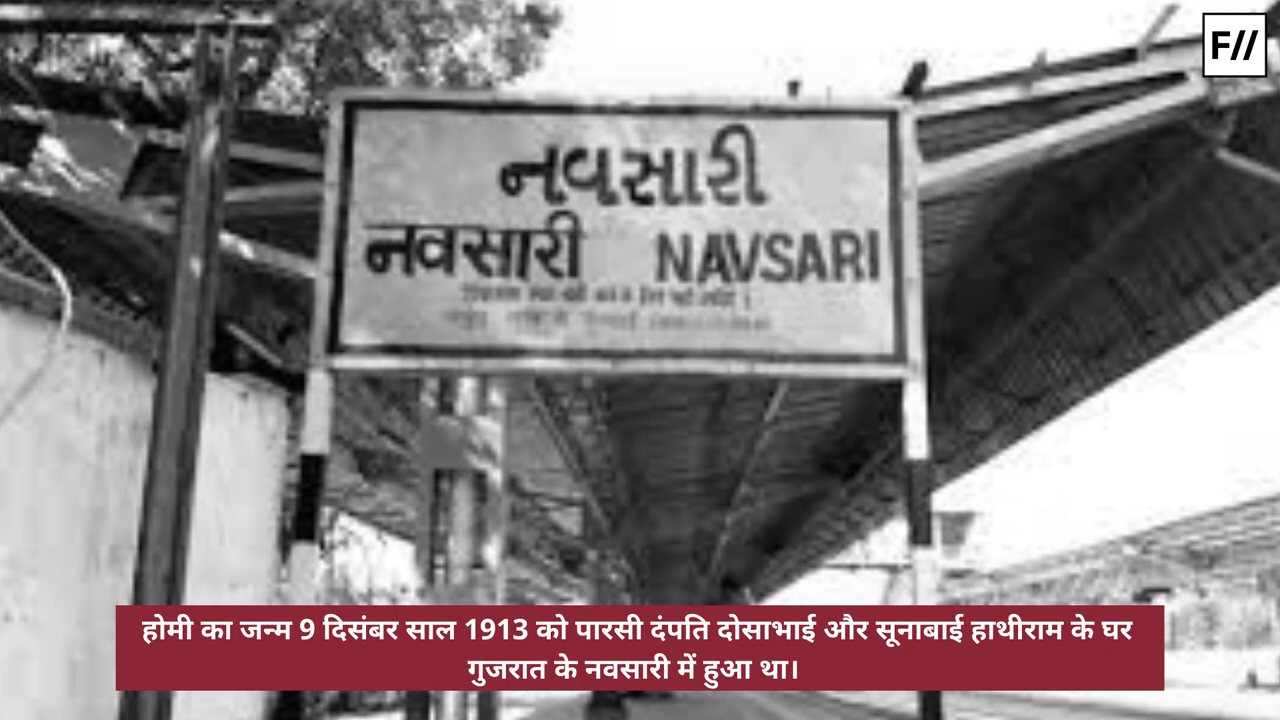 F//
નવસારી
नवसारी NAVSARI
होमी का जन्म 9 दिसंबर साल 1913 को पारसी दंपति दोसाभाई और सूनाबाई हाथीराम के घर
गुजरात के नवसारी में हुआ था।